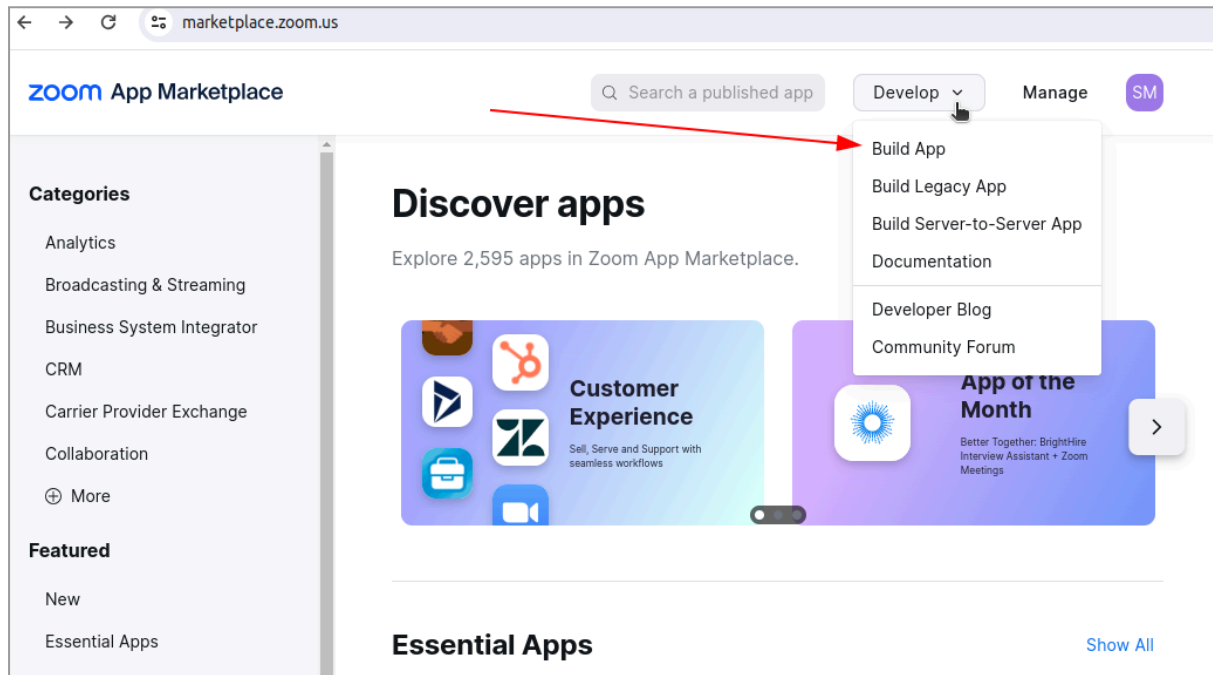 marketplace.zoom.us
zoom App Marketplace
Search a published app
Develop
Manage
SM
Build App
Build Legacy App
Build Server-to-Server App
Documentation
Developer Blog
Community Forum
Categories
Analytics
Broadcasting & Streaming
Business System Integrator
CRM
Carrier Provider Exchange
Collaboration
More
Featured
New
Essential Apps
Discover apps
Explore 2,595 apps in Zoom App Marketplace.
Customer
Experience
Sell, Serve and Support with
seamless workflows
App of the
Month
Better Together: BrightHire
Interview Assistant + Zoom
Meetings
Essential Apps
Show All